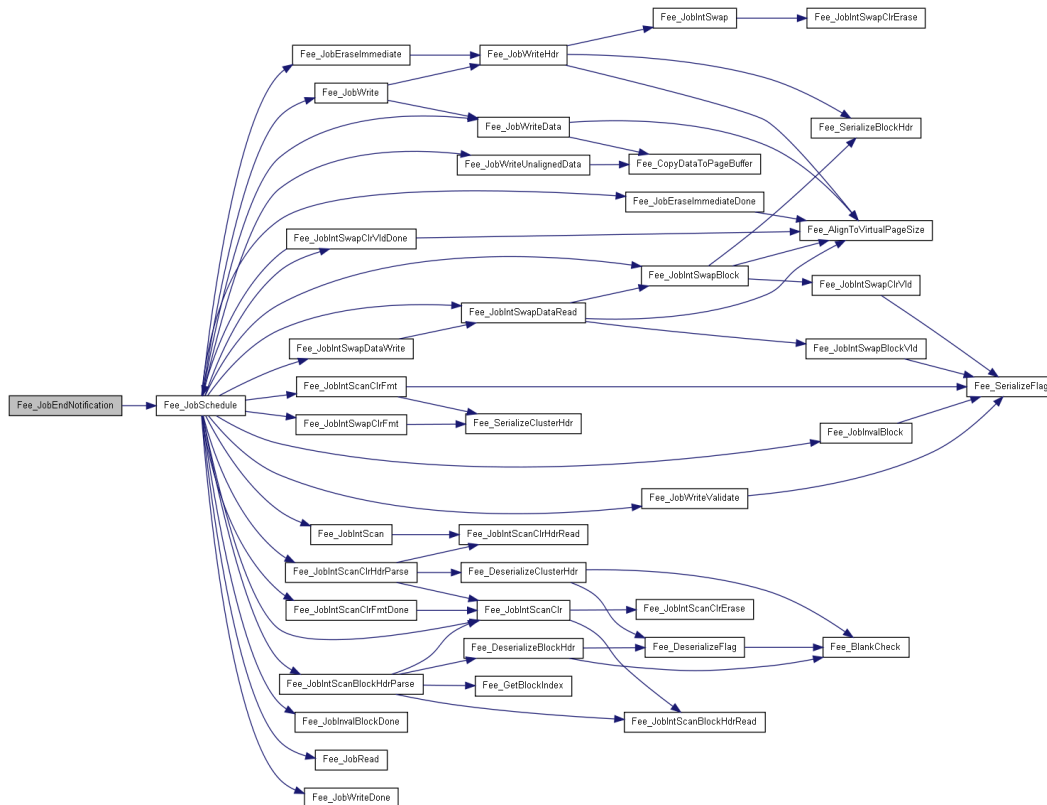 Fee_JobIntSwap
Fee_JobIntSwapClrErase
Fee_JobEraseImmediate
Fee_JobWriteHdr
Fee_JobWrite
Fee_JobWriteData
Fee_SerializeBlockHdr
Fee_JobWriteUnalignedData
Fee_CopyDataToPageBuffer
Fee_JobEraseImmediateDone
Fee_AlignToVirtualPageSize
Fee_JobIntSwapClrVldDone
Fee_JobIntSwapBlock
Fee_JobIntSwapClrVld
Fee_JobIntSwapDataRead
Fee_JobIntSwapDataWrite
Fee_JobIntSwapBlockVld
Fee_JobIntScanClrFmt
Fee_SerializeFlag
Fee_JobEndNotification
Fee_JobSchedule
Fee_JobIntSwapClrFmt
Fee_SerializeClusterHdr
Fee_JobInvalBlock
Fee_JobWriteValidate
Fee_JobIntScan
Fee_JobIntScanClrHdrRead
Fee_JobIntScanClrHdrParse
Fee_DeserializeClusterHdr
Fee_JobIntScanClrFmtDone
Fee_JobIntScanClr
Fee_JobIntScanClrErase
Fee_DeserializeBlockHdr
Fee_DeserializeFlag
Fee_BlankCheck
Fee_JobIntScanBlockHdrParse
Fee_GetBlockIndex
Fee_JobInvalBlockDone
Fee_JobIntScanBlockHdrRead
Fee_JobRead
Fee_JobWriteDone